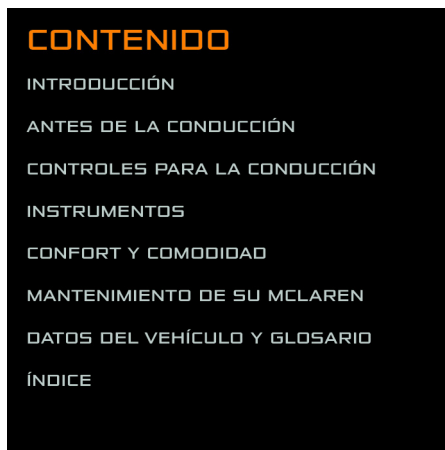 CONTENIDO
INTRODUCCIÓN
ANTES DE LA CONDUCCIÓN
CONTROLES PARA LA CONDUCCIÓN
INSTRUMENTOS
CONFORT Y COMODIDAD
MANTENIMIENTO DE SU MCLAREN
DATOS DEL VEHÍCULO Y GLOSARIO
ÍNDICE